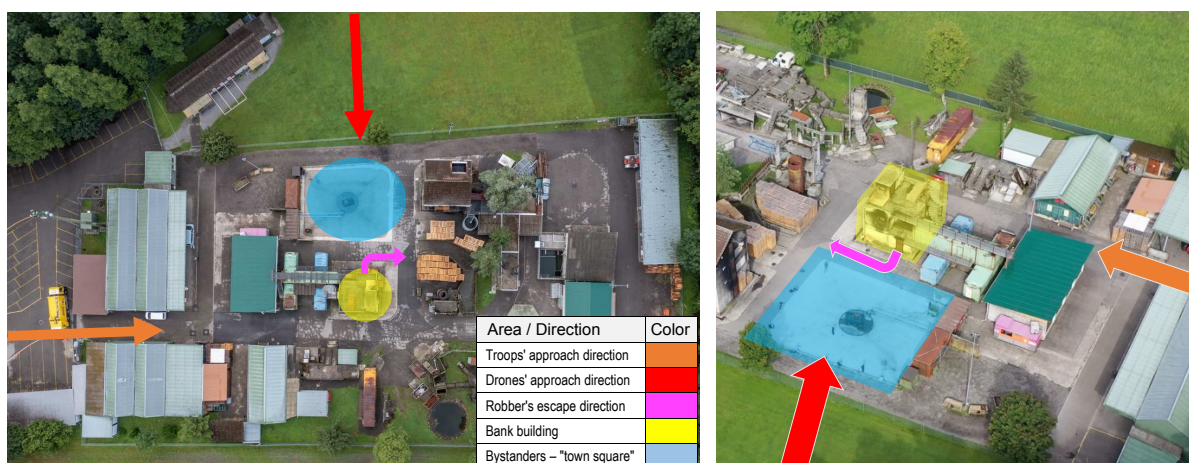 Area / Direction Color
Troops' approach direction
Drones' approach direction
Robber's escape direction
Bank building
Bystanders – "town square"